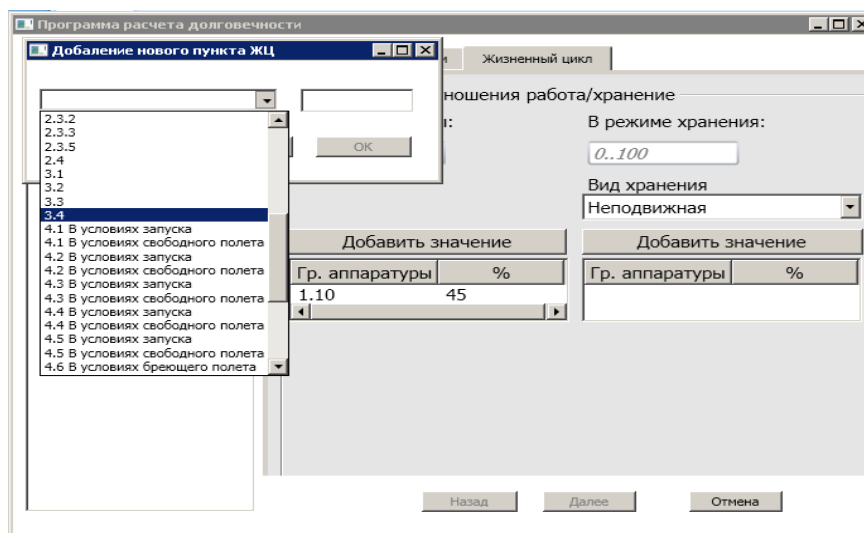 Программа расчета долговечности
Добаление нового пункта ЖЦ
и
Жизненный цикл
ношения работа/хранение
ы:
В режиме хранения:
0..100
ОК
Вид хранения
Неподвижная
2.3.2
2.3.3
2.3.5
2.4
3.1
3.2
3.3
3.4
4.1 В условиях запуска
4.1 В условиях свободного полета
4.2 В условиях запуска
4.2 В условиях свободного полета
4.3 В условиях запуска
4.3 В условиях свободного полета
4.4 В условиях запуска
4.4 В условиях свободного полета
4.5 В условиях запуска
4.5 В условиях свободного полета
4.6 В условиях бреющего полета
Добавить значение
Гр. аппаратуры %
1.10 45
Добавить значение
Гр. аппаратуры %
Назад Далее Отмена